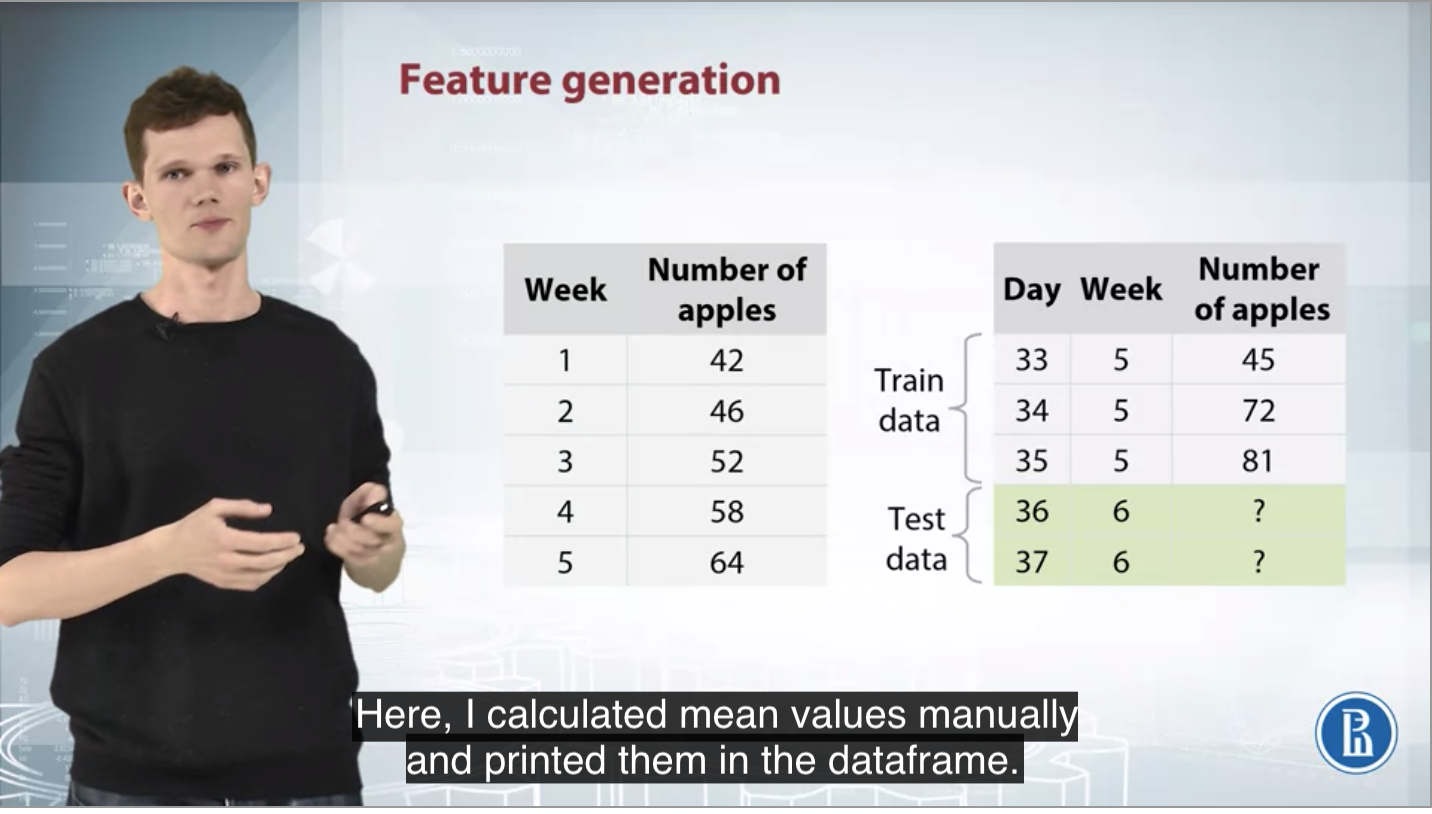 Feature generation
Week Number of apples
1 42
2 46
3 52
4 58
5 64
Day Week Number of apples
Train data
33 5 45
34 5 72
35 5 81
Test data
36 6 ?
37 6 ?
Here, I calculated mean values manually
and printed them in the dataframe.